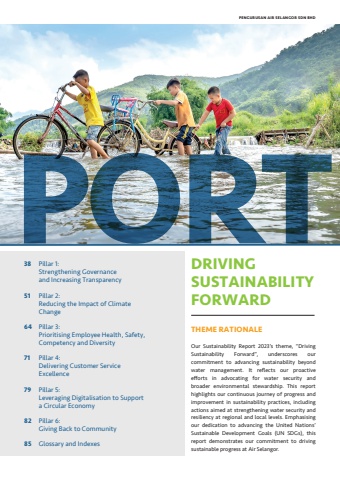 PENGURUSAN AIR SELANGOR SDN BHD
PORT
38 Pillar 1:
Strengthening Governance
and Increasing Transparency
51 Pillar 2:
Reducing the Impact of Climate
Change
64 Pillar 3:
Prioritising Employee Health, Safety,
Competency and Diversity
71 Pillar 4:
Delivering Customer Service
Excellence
79 Pillar 5:
Leveraging Digitalisation to Support
a Circular Economy
82 Pillar 6:
Giving Back to Community
85 Glossary and Indexes
DRIVING
SUSTAINABILITY
FORWARD
THEME RATIONALE
Our Sustainability Report 2023's theme, "Driving
Sustainability Forward", underscores our
commitment to advancing sustainability beyond
water management. It reflects our proactive
efforts in advocating for water security and
broader environmental stewardship. This report
highlights our continuous journey of progress and
improvement in sustainability practices, including
actions aimed at strengthening water security and
resiliency at regional and local levels. Emphasising
our dedication to advancing the United Nations'
Sustainable Development Goals (UN SDGs), this
report demonstrates our commitment to driving
sustainable progress at Air Selangor.